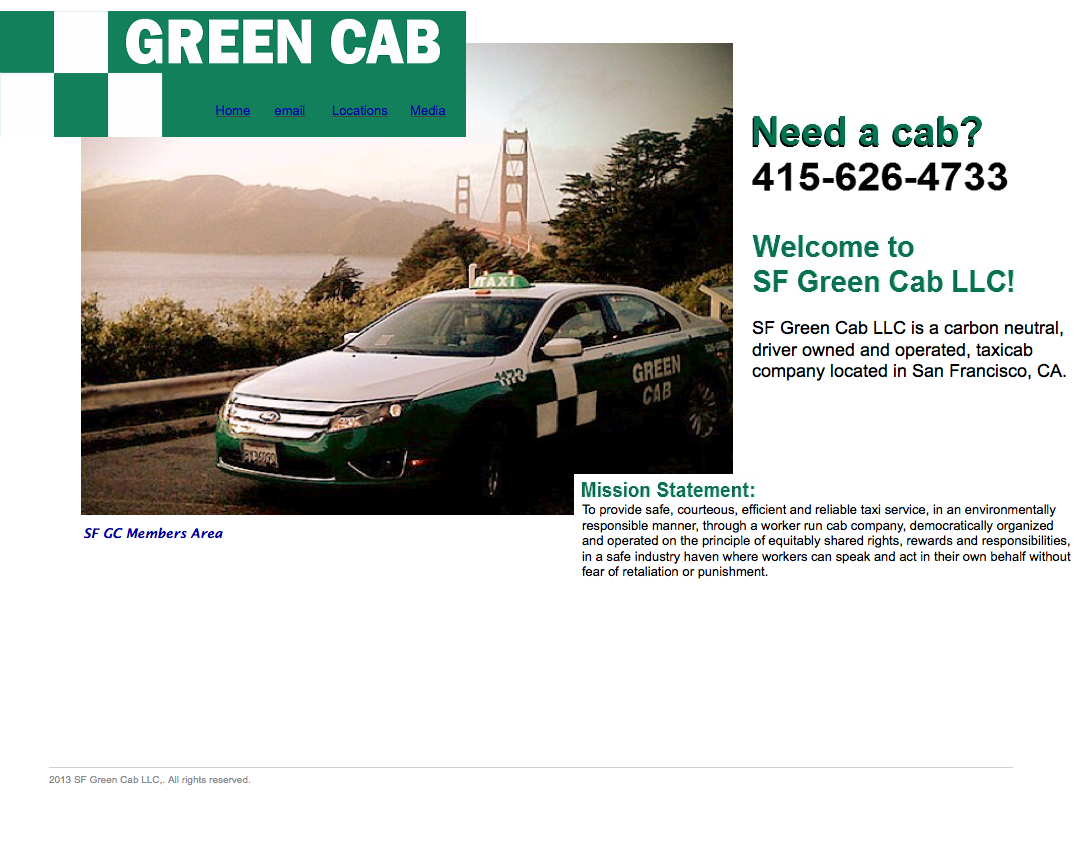 GREEN CAB
Home email Locations Media
Need a cab?
415-626-4733
Welcome to
SF Green Cab LLC!
SF Green Cab LLC is a carbon neutral,
driver owned and operated, taxicab
company located in San Francisco, CA.
TAXI
1473
GREEN
CAB
Ford
Mission Statement:
To provide safe, courteous, efficient and reliable taxi service, in an environmentally
responsible manner, through a worker run cab company, democratically organized
and operated on the principle of equitably shared rights, rewards and responsibilities,
in a safe industry haven where workers can speak and act in their own behalf without
fear of retaliation or punishment.
SF GC Members Area
2013 SF Green Cab LLC,. All rights reserved.